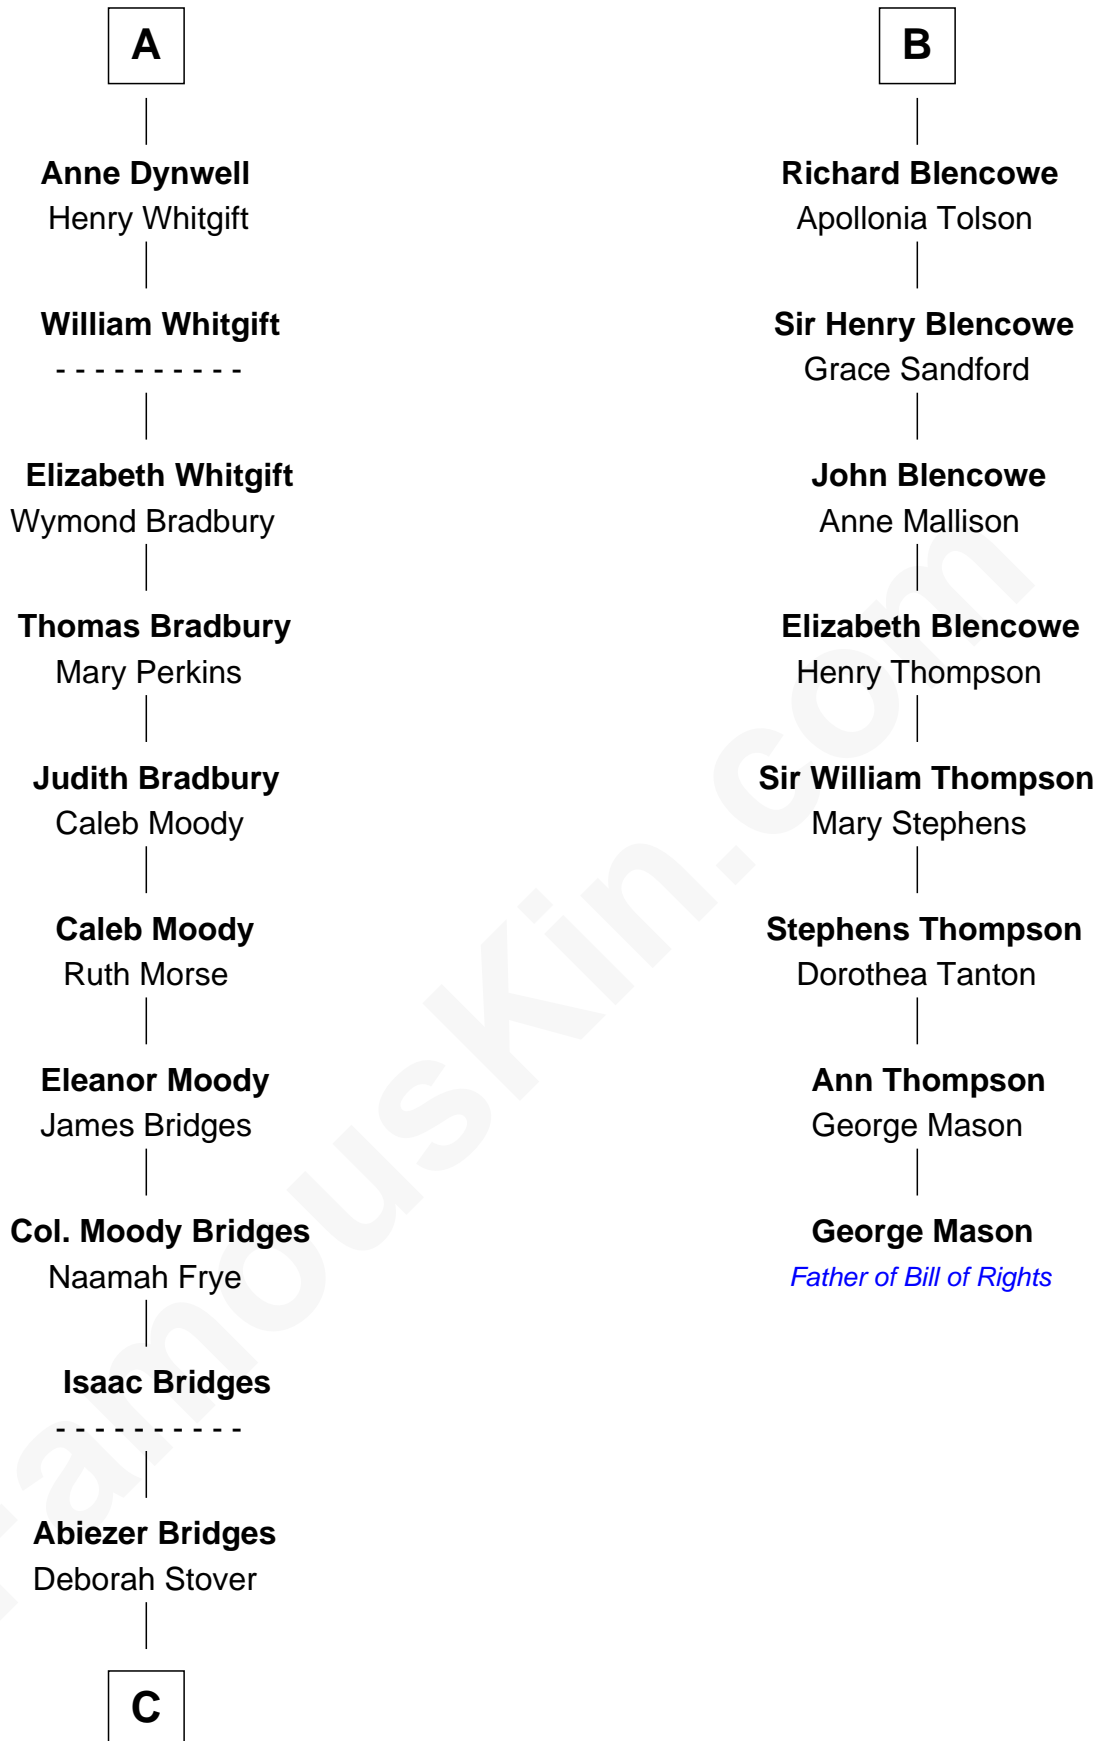 A
Anne Dynwell
Henry Whitgift
William Whitgift
- - - - - - - - - -
Elizabeth Whitgift
Wymond Bradbury
Thomas Bradbury
Mary Perkins
Judith Bradbury
Caleb Moody
Caleb Moody
Ruth Morse
Eleanor Moody
James Bridges
Col. Moody Bridges
Naamah Frye
Isaac Bridges
- - - - - - - - - -
Abiezer Bridges
Deborah Stover
C
B
Richard Blencowe
Apollonia Tolson
Sir Henry Blencowe
Grace Sandford
John Blencowe
Anne Mallison
Elizabeth Blencowe
Henry Thompson
Sir William Thompson
Mary Stephens
Stephens Thompson
Dorothea Tanton
Ann Thompson
George Mason
George Mason
Father of Bill of Rights
FamousKin.com